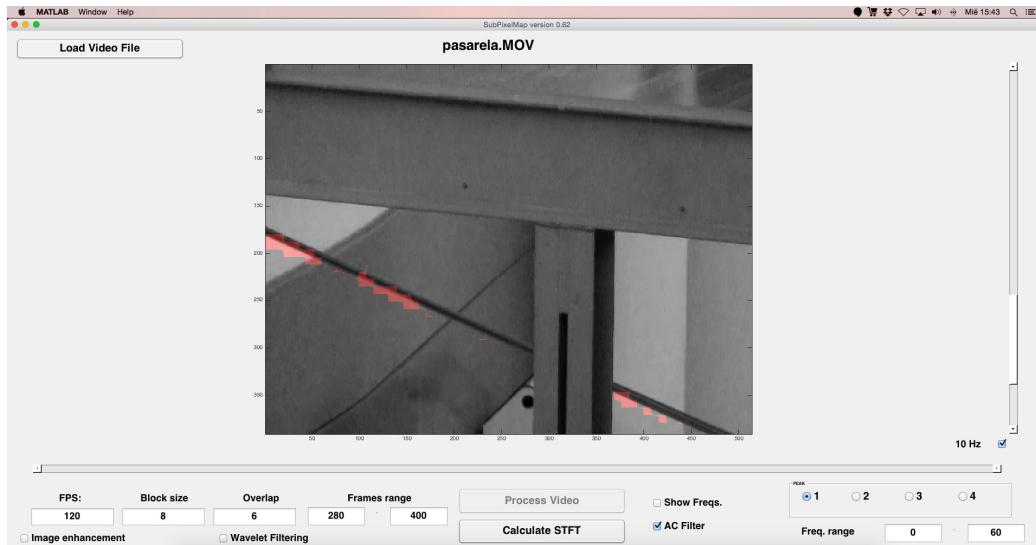 MATLAB Window Help Mié 15:43
SubPixelMap version 0.62
Load Video File
pasarela.MOV
50
100
150
200
250
300
350
50 100 150 200 250 300 350 400 450 500
10 Hz
PEAK
FPS: Block size Overlap Frames range Process Video Show Freqs. 1 2 3 4
120 8 6 280 - 400
Image enhancement Wavelet Filtering Calculate STFT AC Filter Freq. range 0 - 60